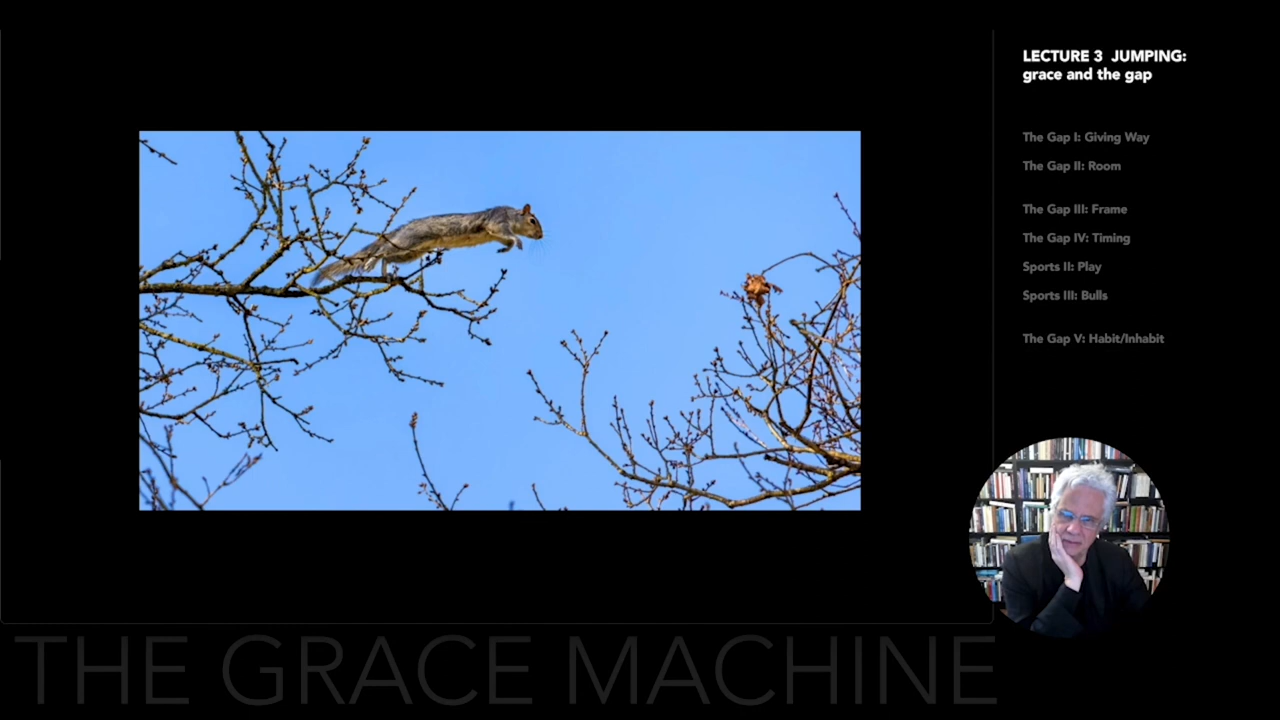 LECTURE 3 JUMPING:
grace and the gap
The Gap I: Giving Way
The Gap II: Room
The Gap III: Frame
The Gap IV: Timing
Sports II: Play
Sports III: Bulls
The Gap V: Habit/Inhabit
THE GRACE MACHINE